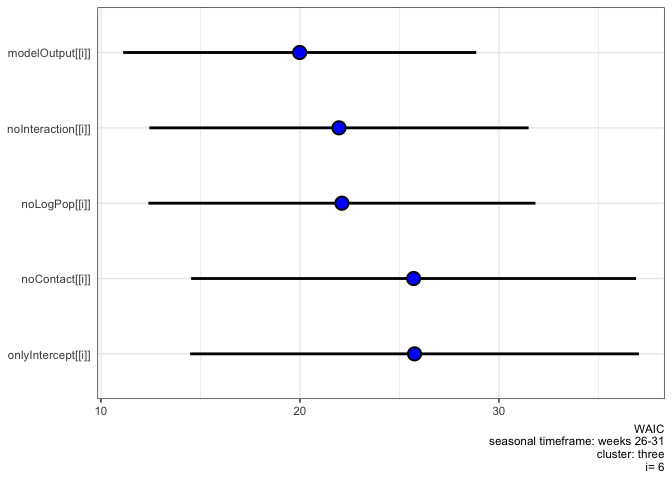 modelOutput[[i]]
noInteraction[[i]]
noLogPop[[i]]
noContact[[i]]
onlyIntercept[[i]]
10 20 30
WAIC
seasonal timeframe: weeks 26-31
cluster: three
i= 6